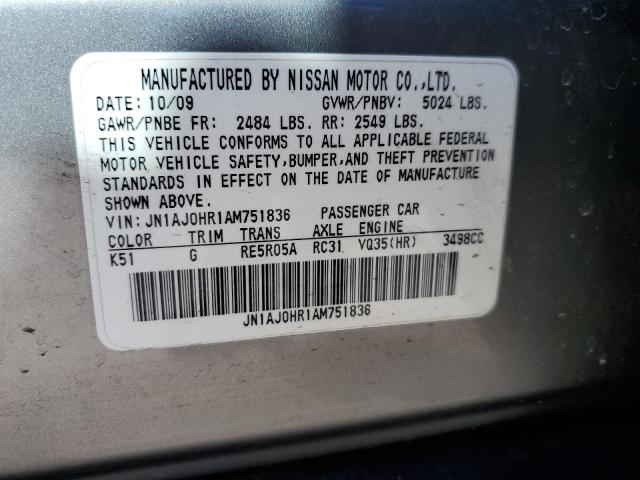 MANUFACTURED BY NISSAN MOTOR CO.,LTD.
DATE: 10/09 GVWR/PNBV: 5024 LBS.
GAWR/PNBE FR: 2484 LBS. RR: 2549 LBS.
THIS VEHICLE CONFORMS TO ALL APPLICABLE FEDERAL
MOTOR VEHICLE SAFETY,BUMPER,AND THEFT PREVENTION
STANDARDS IN EFFECT ON THE DATE OF MANUFACTURE
SHOWN ABOVE.
VIN: JN1AJ0HR1AM751836 PASSENGER CAR
COLOR TRIM TRANS AXLE ENGINE
K51 G RE5R05A RC31 VQ35(HR) 3498CC
JN1AJ0HR1AM751836